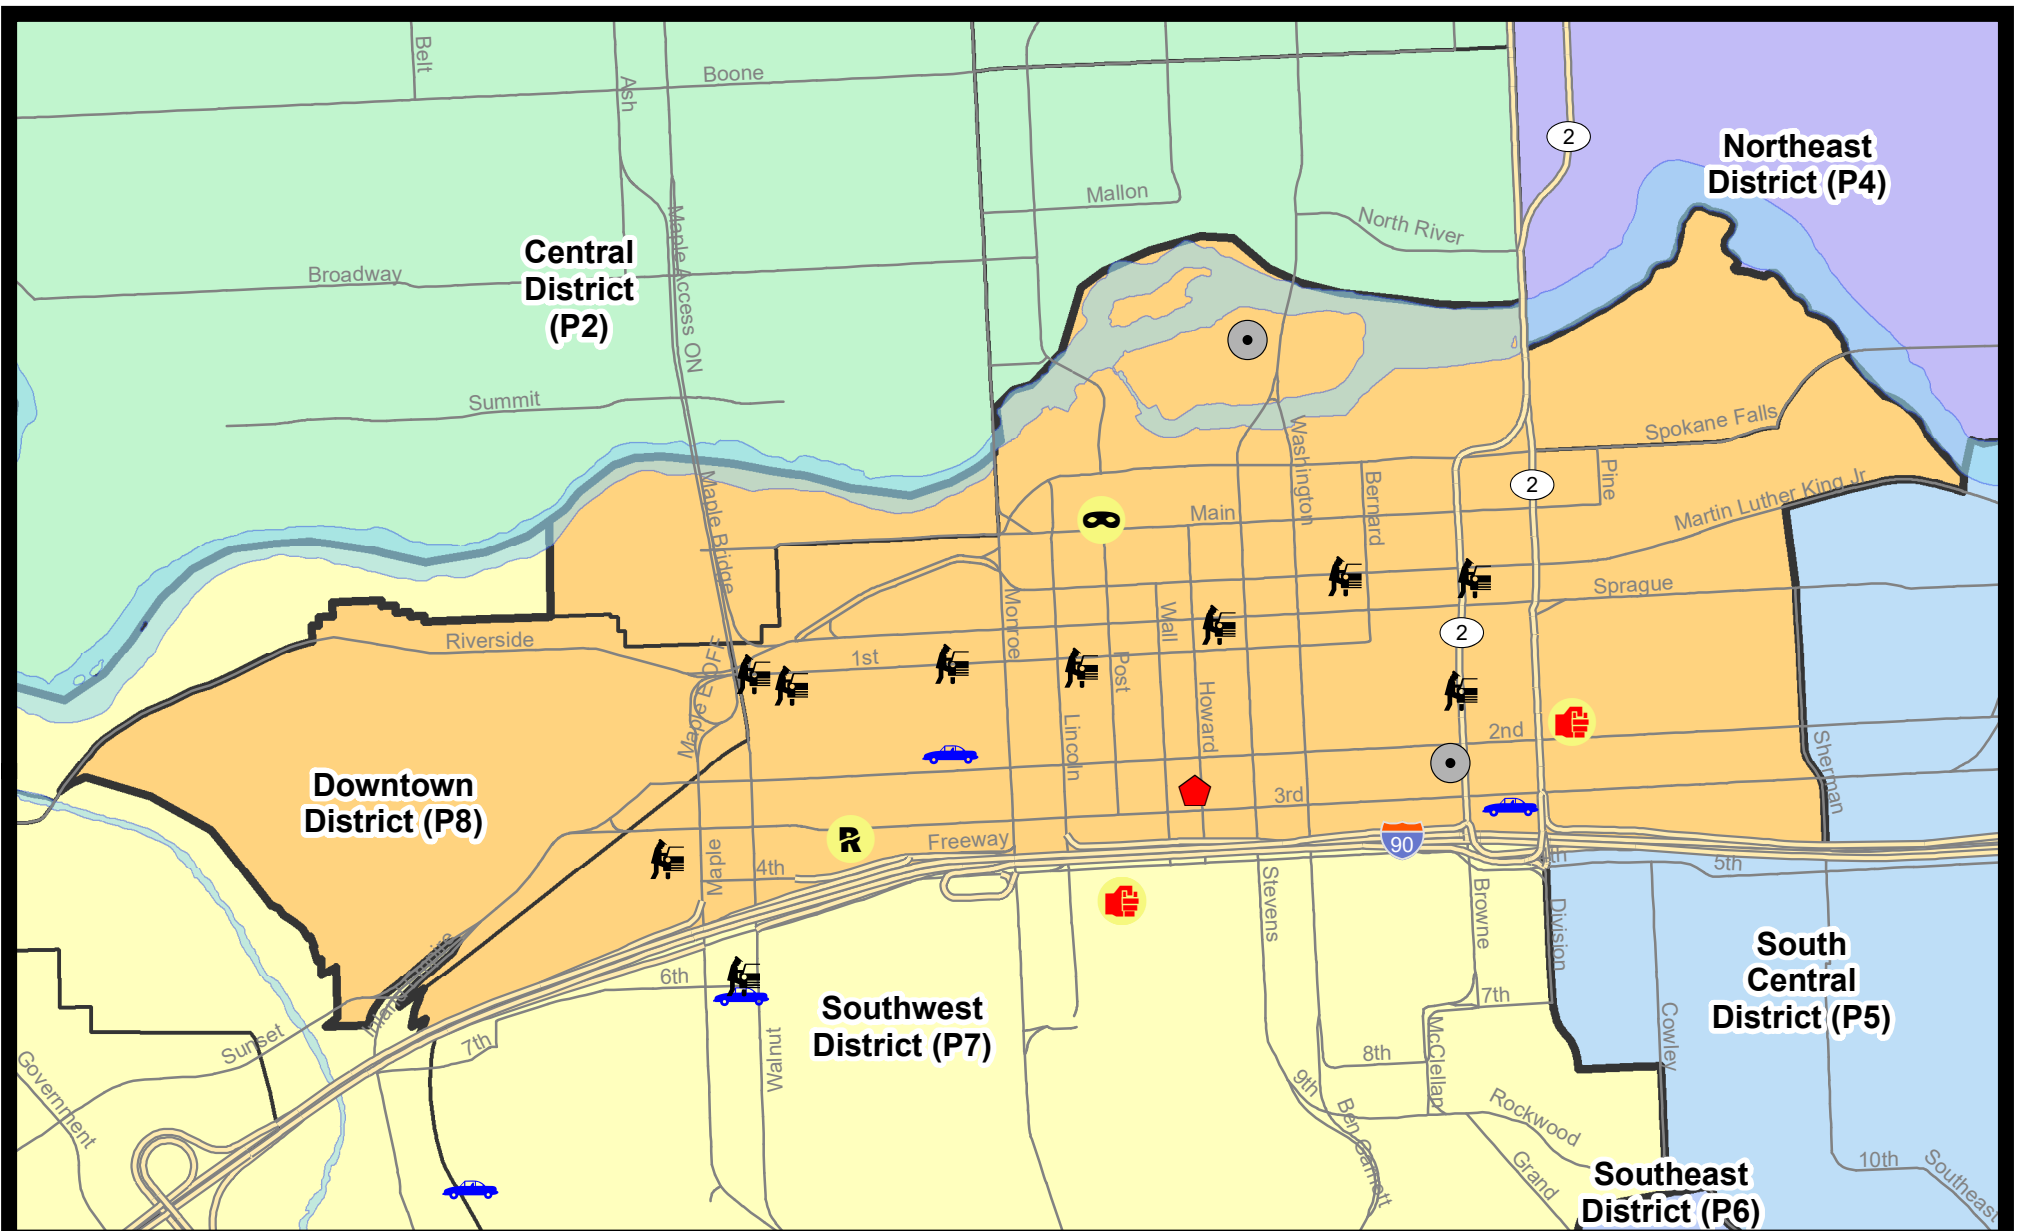 Belt
Ash
Boone
2
Northeast
District (P4)
Mallon
North River
Maple Access ON
Central
District
(P2)
Broadway
Summit
Spokane Falls
Washington
Bernard
Pine
2
Martin Luther King Jr
Main
Maple Bridge
Sprague
Monroe
Wall
2
Riverside
1st
Post
Maple E OFF
Howard
Lincoln
2nd
Sherman
Downtown
District (P8)
3rd
Freeway
90
Maple
4th
5th
Stevens
Browne
Division
6th
South
Central
District (P5)
Southwest
District (P7)
7th
Cowley
McClellan
Sunset
7th
Walnut
8th
Government
9th
Ben Garnett
Rockwood
Grand
10th
Southeast
Southeast
District (P6)